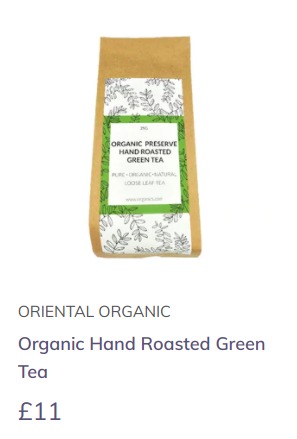 ORGANIC PRESERVE
HAND ROASTED
GREEN TEA
PURE • ORGANIC • NATURAL
LOOSE LEAF TEA
ORIENTAL ORGANIC
Organic Hand Roasted Green
Tea
£11